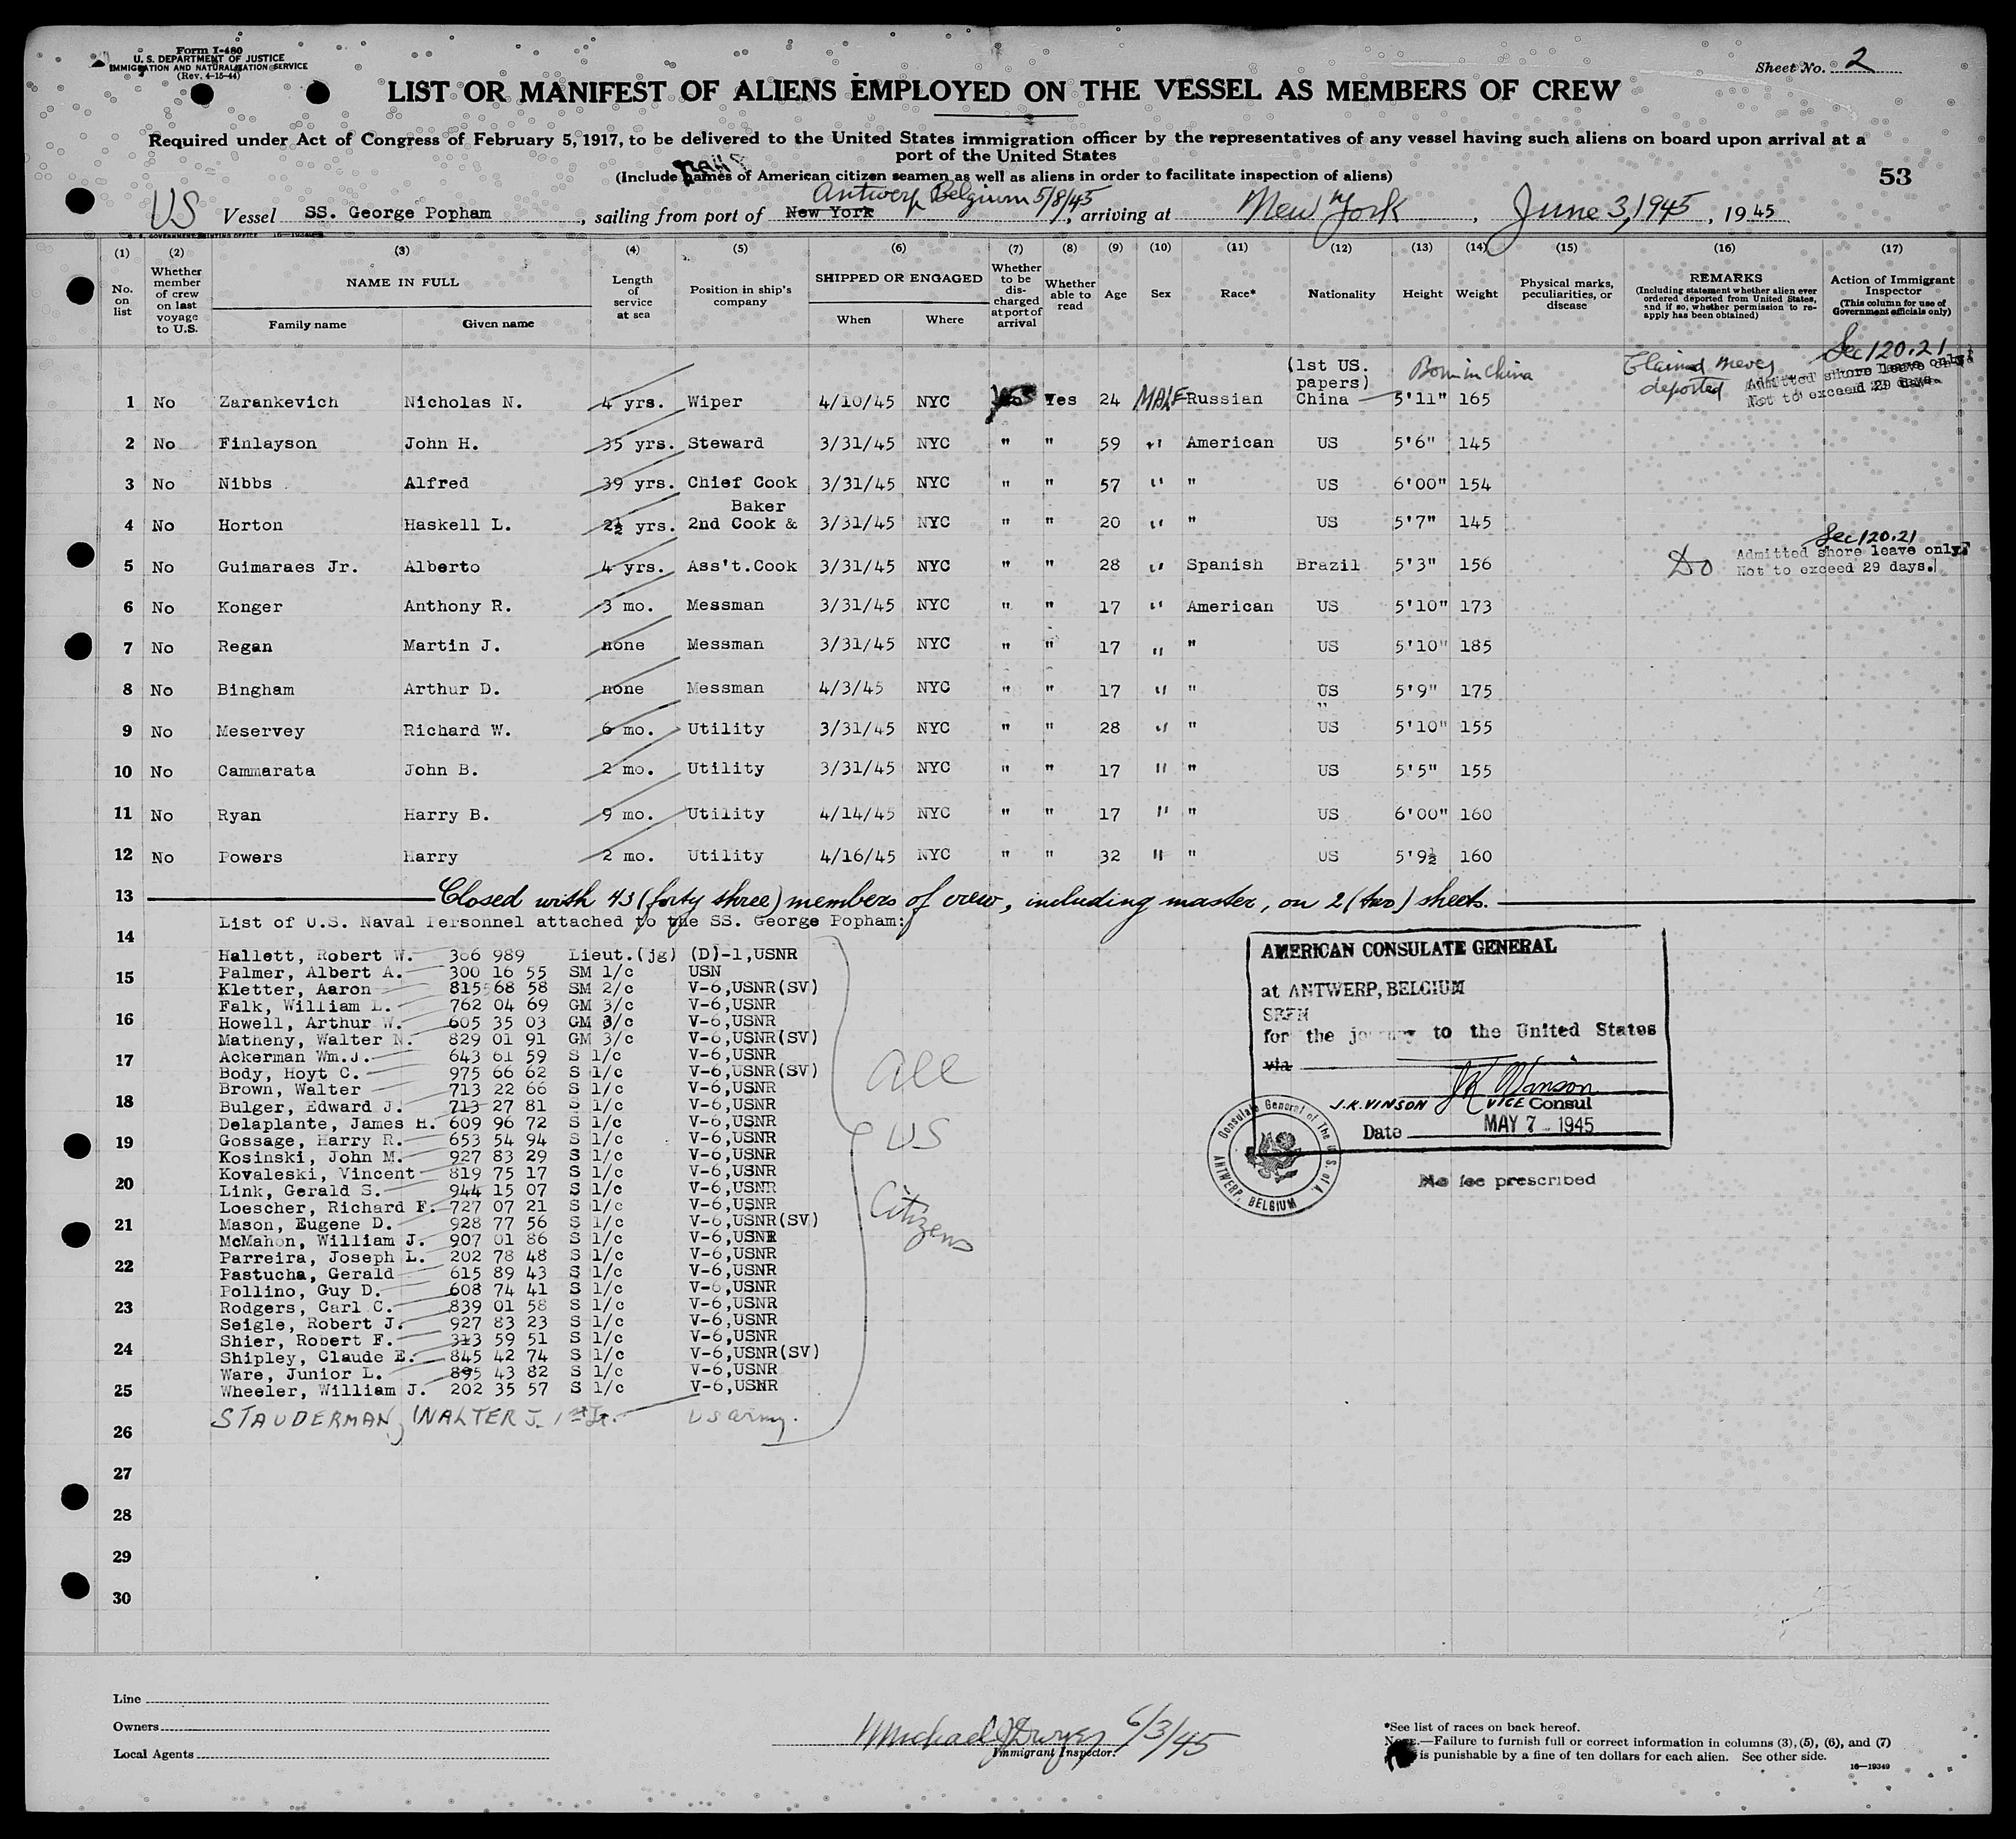 Form I-480
U. S. DEPARTMENT OF JUSTICE
IMMIGRATION AND NATURALIZATION SERVICE
(Rev. 4-15-44)
Sheet No. 2
LIST OR MANIFEST OF ALIENS EMPLOYED ON THE VESSEL AS MEMBERS OF CREW
Required under Act of Congress of February 5, 1917, to be delivered to the United States immigration officer by the representatives of any vessel having such aliens on board upon arrival at a
port of the United States
(Include names of American citizen seamen as well as aliens in order to facilitate inspection of aliens)
53
Antwerp Belgium 5/8/45
US Vessel SS. George Popham, sailing from port of New York, arriving at New York, June 3, 1945, 1945
(1) (2) (3) (4) (5) (6) (7) (8) (9) (10) (11) (12) (13) (14) (15) (16) (17)
No. on list
Whether member of crew on last voyage to U.S.
NAME IN FULL
Family name Given name
Length of service at sea
Position in ship's company
SHIPPED OR ENGAGED
When Where
Whether to be discharged at port of arrival
Whether able to read
Age
Sex
Race*
Nationality
Height
Weight
Physical marks, peculiarities, or disease
REMARKS
(Including statement whether alien ever ordered deported from United States, and if so, whether permission to re-apply has been obtained)
Action of Immigrant Inspector
(This column for use of Government officials only)
(1st US. papers) Born in China Claimed never deported Sec 120.21 Admitted shore leave only. Not to exceed 29 days.
1 No Zarankevich Nicholas N. 4 yrs. Wiper 4/10/45 NYC Yes 24 MALE Russian China 5'11" 165
2 No Finlayson John H. 35 yrs. Steward 3/31/45 NYC " " 59 " American US 5'6" 145
3 No Nibbs Alfred 39 yrs. Chief Cook 3/31/45 NYC " " 57 " " US 6'00" 154
Baker
4 No Horton Haskell L. 2½ yrs. 2nd Cook & 3/31/45 NYC " " 20 " " US 5'7" 145
Sec 120.21
5 No Guimaraes Jr. Alberto 4 yrs. Ass't.Cook 3/31/45 NYC " " 28 " Spanish Brazil 5'3" 156 Do Admitted shore leave only. Not to exceed 29 days.
6 No Konger Anthony R. 3 mo. Messman 3/31/45 NYC " " 17 " American US 5'10" 173
7 No Regan Martin J. none Messman 3/31/45 NYC " " 17 " " US 5'10" 185
8 No Bingham Arthur D. none Messman 4/3/45 NYC " " 17 " " US 5'9" 175
"
9 No Meservey Richard W. 6 mo. Utility 3/31/45 NYC " " 28 " " US 5'10" 155
10 No Cammarata John B. 2 mo. Utility 3/31/45 NYC " " 17 " " US 5'5" 155
11 No Ryan Harry B. 9 mo. Utility 4/14/45 NYC " " 17 " " US 6'00" 160
12 No Powers Harry 2 mo. Utility 4/16/45 NYC " " 32 " " US 5'9½ 160
13 Closed with 43 (forty three) members of crew, including master, on 2 (two) sheets.
List of U.S. Naval Personnel attached to the SS. George Popham:
14
Hallett, Robert W. 366 989 Lieut.(jg) (D)-1,USNR
Palmer, Albert A. 300 16 55 SM 1/c USN
15
Kletter, Aaron 815 68 58 SM 2/c V-6,USNR(SV)
Falk, William L. 762 04 69 GM 3/c V-6,USNR
16
Howell, Arthur W. 605 35 03 GM 3/c V-6,USNR
Matheny, Walter N. 829 01 91 GM 3/c V-6,USNR(SV)
Ackerman Wm.J. 643 61 59 S 1/c V-6,USNR
17
Body, Hoyt C. 975 66 62 S 1/c V-6,USNR(SV)
Brown, Walter 713 22 66 S 1/c V-6,USNR
18
Bulger, Edward J. 713 27 81 S 1/c V-6,USNR
Delaplante, James H. 609 96 72 S 1/c V-6,USNR
19
Gossage, Harry R. 653 54 94 S 1/c V-6,USNR
Kosinski, John M. 927 83 29 S 1/c V-6,USNR
Kovaleski, Vincent 819 75 17 S 1/c V-6,USNR
20
Link, Gerald S. 944 15 07 S 1/c V-6,USNR
Loescher, Richard F. 727 07 21 S 1/c V-6,USNR
21
Mason, Eugene D. 928 77 56 S 1/c V-6,USNR(SV)
McMahon, William J. 907 01 86 S 1/c V-6,USNR
Parreira, Joseph L. 202 78 48 S 1/c V-6,USNR
22
Pastucha, Gerald 615 89 43 S 1/c V-6,USNR
Pollino, Guy D. 608 74 41 S 1/c V-6,USNR
23
Rodgers, Carl C. 839 01 58 S 1/c V-6,USNR
Seigle, Robert J. 927 83 23 S 1/c V-6,USNR
Shier, Robert F. 313 59 51 S 1/c V-6,USNR
24
Shipley, Claude E. 845 42 74 S 1/c V-6,USNR(SV)
Ware, Junior L. 895 43 82 S 1/c V-6,USNR
25
Wheeler, William J. 202 35 57 S 1/c V-6,USNR
STAUDERMAN, WALTER J. 1st Lt. US army.
26
27
28
29
30
all
US
Citizens
AMERICAN CONSULATE GENERAL
at ANTWERP, BELGIUM
SEEN
for the journey to the United States
via
J.K. VINSON VICE Consul
Date MAY 7 - 1945
Consulate General of The U.S. of A.
ANTWERP, BELGIUM
No fee prescribed
Line
Owners
Local Agents
Michael J Dwyer 6/3/45
Immigrant Inspector.
*See list of races on back hereof.
NOTE.—Failure to furnish full or correct information in columns (3), (5), (6), and (7)
is punishable by a fine of ten dollars for each alien. See other side.
16—19349